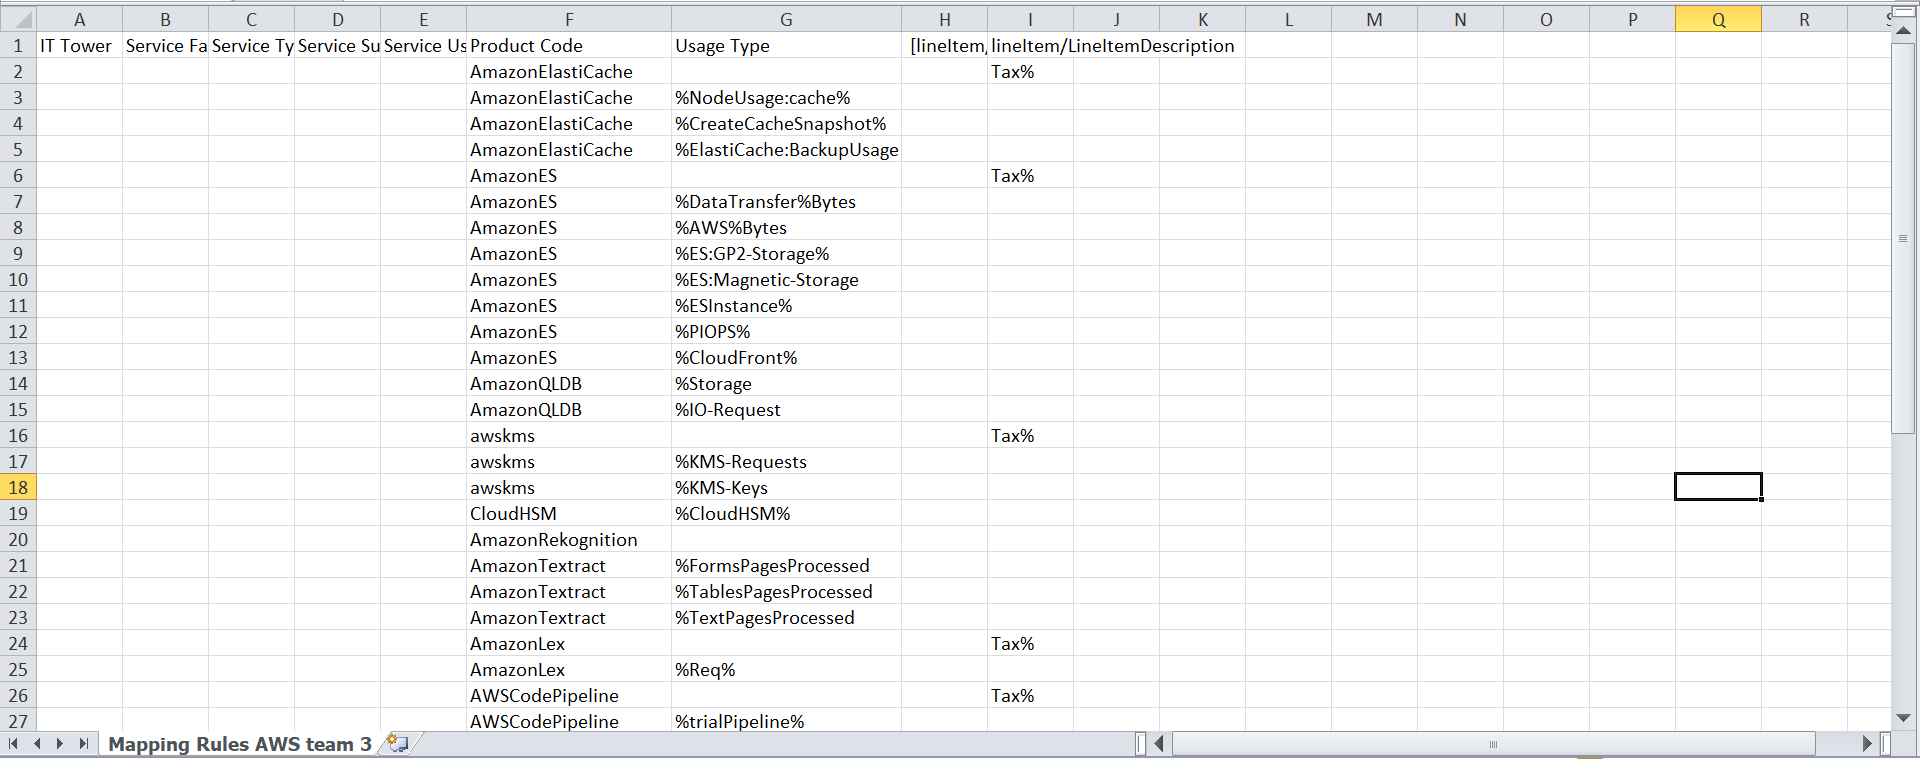 A B C D E F G H I J K L M N O P Q R
1 IT Tower Service Fa Service Ty Service Su Service Us Product Code Usage Type [lineItem/ lineItem/LineItemDescription
2 AmazonElastiCache Tax%
3 AmazonElastiCache %NodeUsage:cache%
4 AmazonElastiCache %CreateCacheSnapshot%
5 AmazonElastiCache %ElastiCache:BackupUsage
6 AmazonES Tax%
7 AmazonES %DataTransfer%Bytes
8 AmazonES %AWS%Bytes
9 AmazonES %ES:GP2-Storage%
10 AmazonES %ES:Magnetic-Storage
11 AmazonES %ESInstance%
12 AmazonES %PIOPS%
13 AmazonES %CloudFront%
14 AmazonQLDB %Storage
15 AmazonQLDB %IO-Request
16 awskms Tax%
17 awskms %KMS-Requests
18 awskms %KMS-Keys
19 CloudHSM %CloudHSM%
20 AmazonRekognition
21 AmazonTextract %FormsPagesProcessed
22 AmazonTextract %TablesPagesProcessed
23 AmazonTextract %TextPagesProcessed
24 AmazonLex Tax%
25 AmazonLex %Req%
26 AWSCodePipeline Tax%
27 AWSCodePipeline %trialPipeline%
Mapping Rules AWS team 3